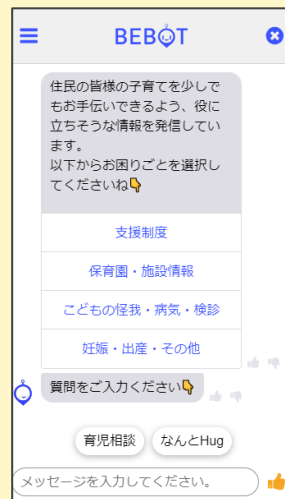 BEBOT
住民の皆様の子育てを少しで
もお手伝いできるよう、役に
立ちそうな情報を発信してい
ます。
以下からお困りごとを選択し
てくださいね👇
支援制度
保育園・施設情報
こどもの怪我・病気・検診
妊娠・出産・その他
質問をご入力ください👇
育児相談
なんとHug
メッセージを入力してください。